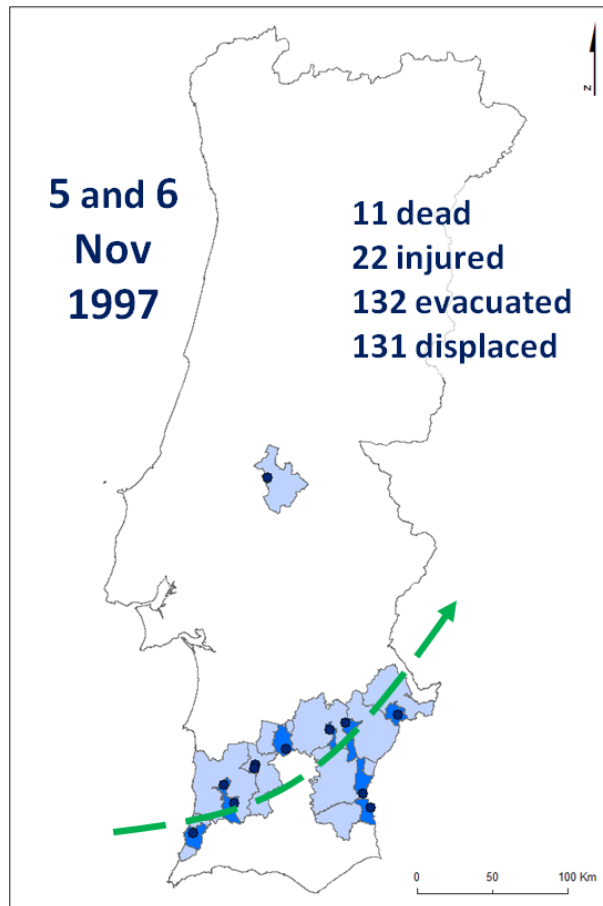 N
5 and 6
Nov
1997
11 dead
22 injured
132 evacuated
131 displaced
0 50 100 Km